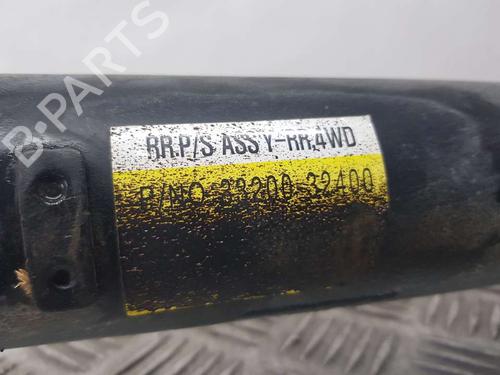 RR.P/S ASS'Y-RR.4WD
P/NO 33200-32400
B-PARTS